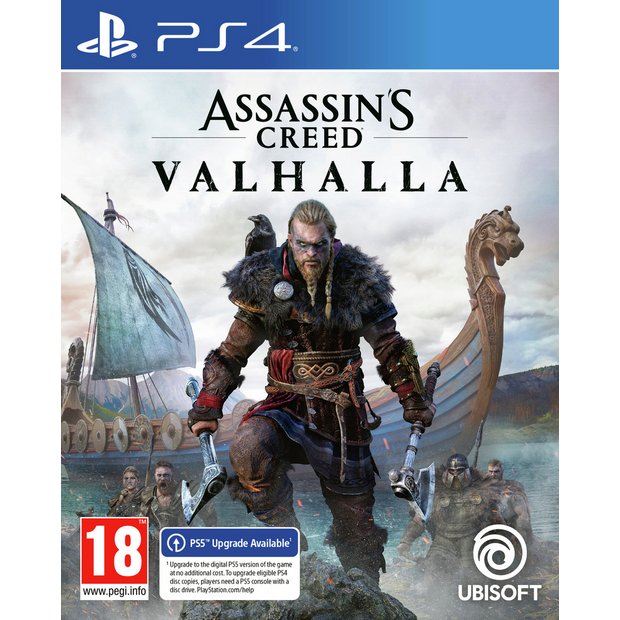 PS4
ASSASSIN'S
CREED
VALHALLA
18
www.pegi.info
PS5™ Upgrade Available¹
¹ Upgrade to the digital PS5 version of the game
at no additional cost. To upgrade eligible PS4
disc copies, players need a PS5 console with a
disc drive. PlayStation.com/help
UBISOFT